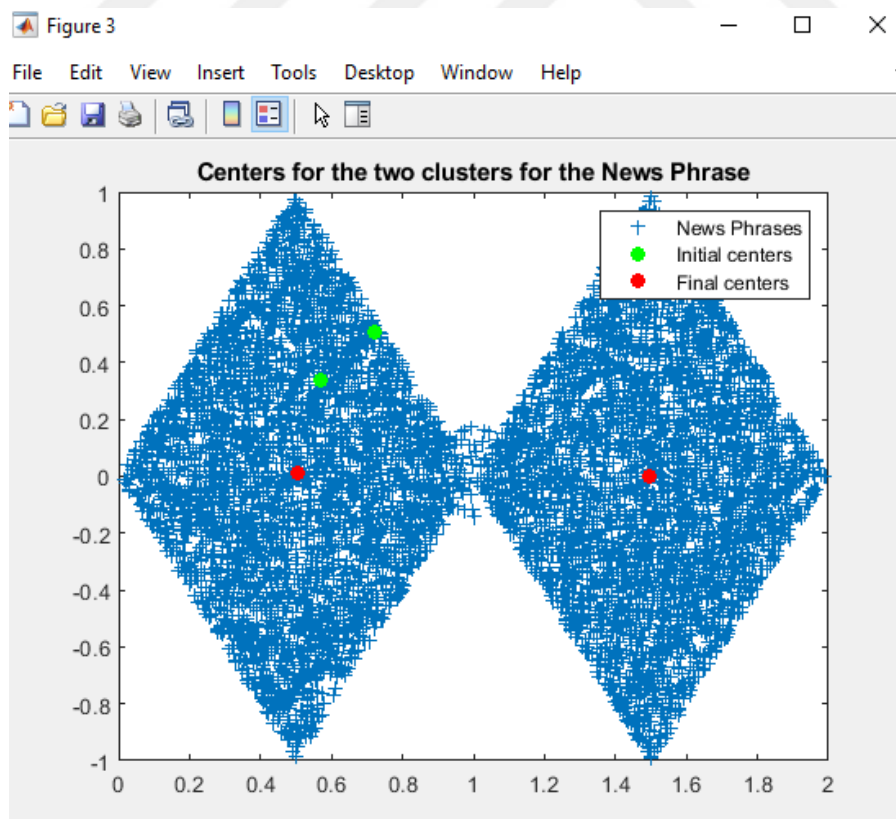 Figure 3
File Edit View Insert Tools Desktop Window Help
Centers for the two clusters for the News Phrase
News Phrases
Initial centers
Final centers
1
0.8
0.6
0.4
0.2
0
-0.2
-0.4
-0.6
-0.8
-1
0 0.2 0.4 0.6 0.8 1 1.2 1.4 1.6 1.8 2